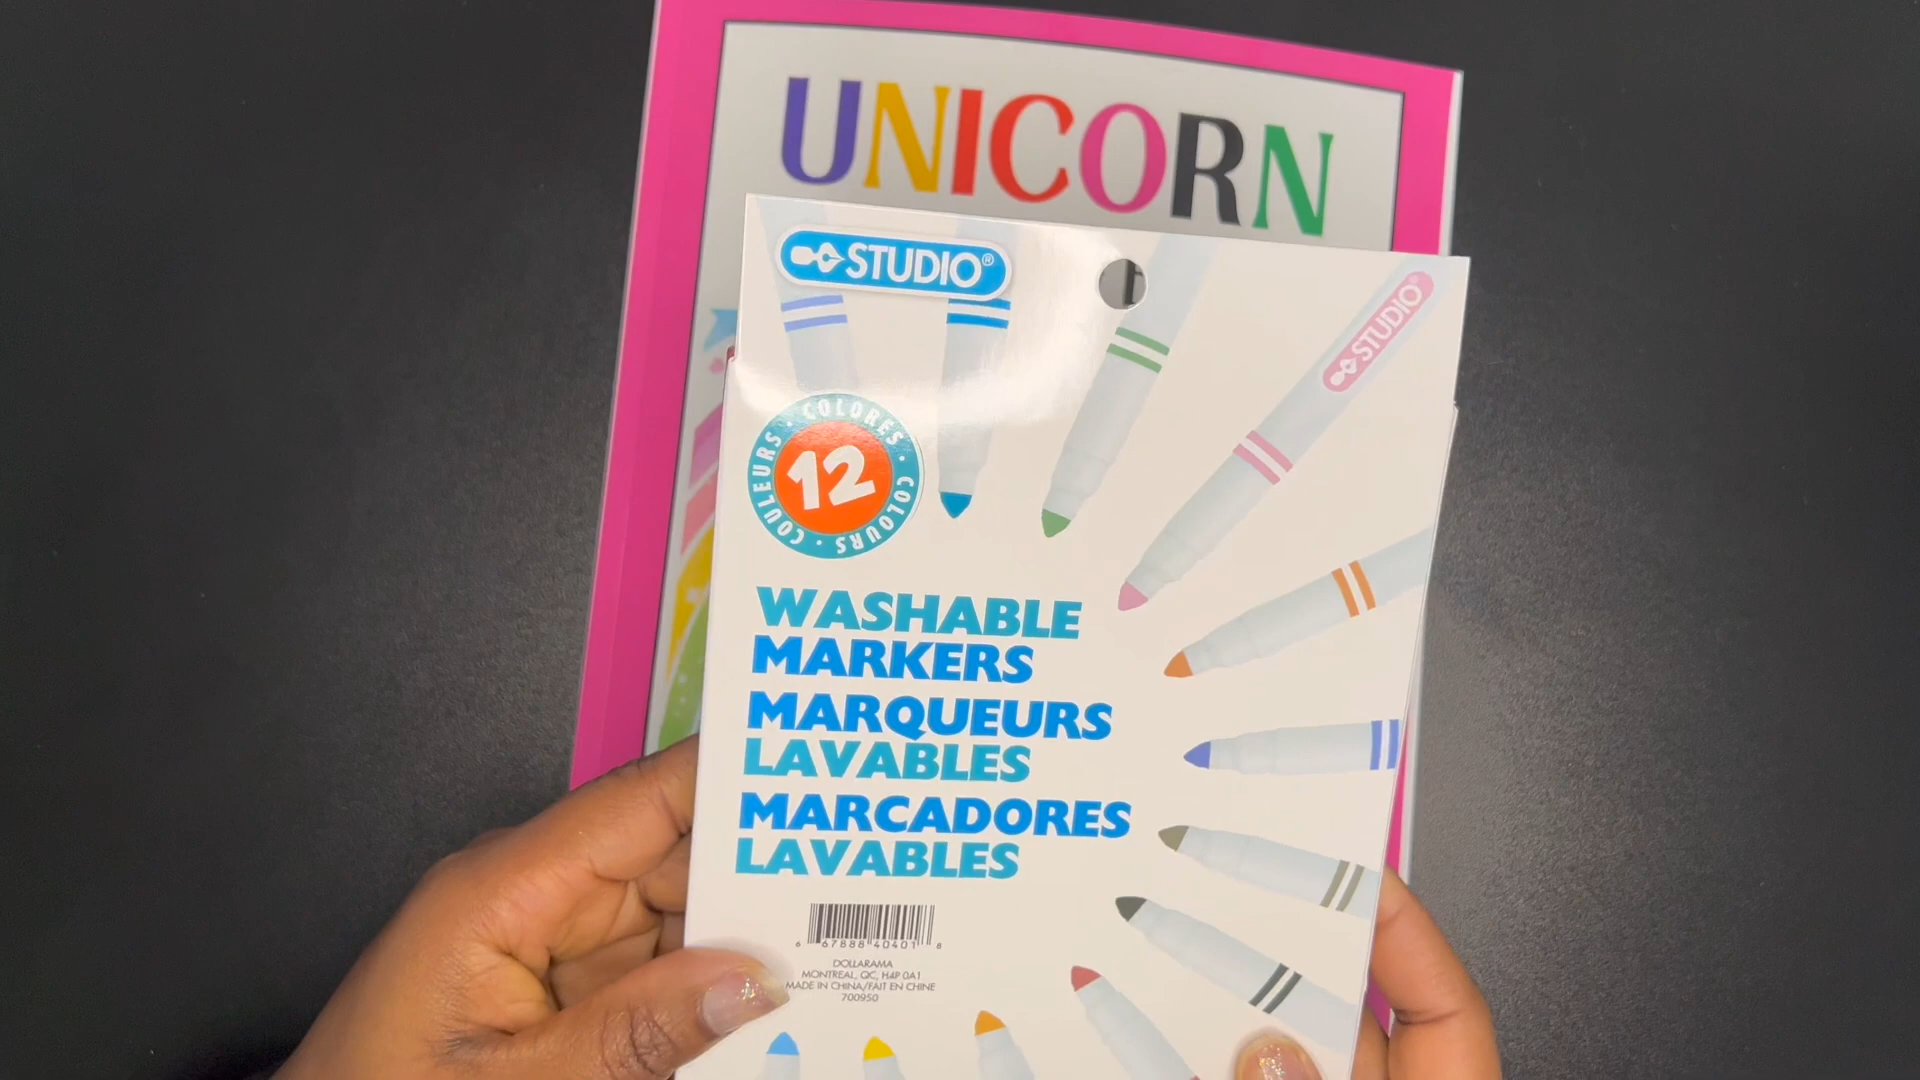 UNICORN
STUDIO®
STUDIO®
COLORES · COLOURS · COULEURS ·
12
WASHABLE
MARKERS
MARQUEURS
LAVABLES
MARCADORES
LAVABLES
6 67888 40401 8
DOLLARAMA
MONTREAL, QC, H4P 0A1
MADE IN CHINA/FAIT EN CHINE
700950